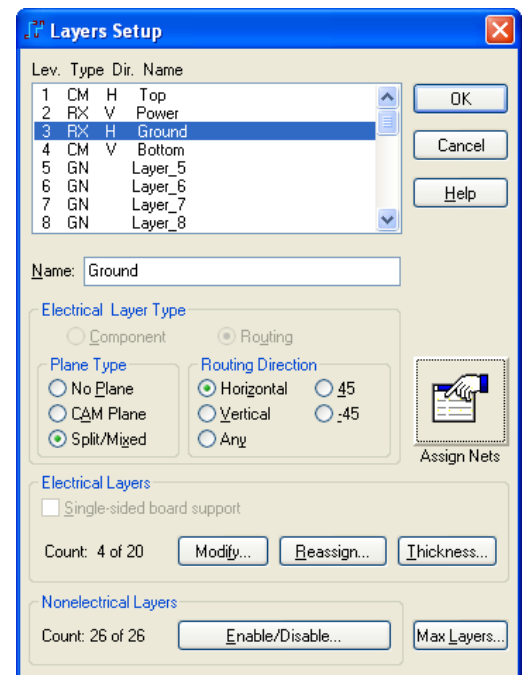 Layers Setup
Lev. Type Dir. Name
1 CM H Top
2 RX V Power
3 RX H Ground
4 CM V Bottom
5 GN Layer_5
6 GN Layer_6
7 GN Layer_7
8 GN Layer_8
OK
Cancel
Help
Name: Ground
Electrical Layer Type
Component Routing
Plane Type
No Plane
CAM Plane
Split/Mixed
Routing Direction
Horizontal 45
Vertical -45
Any
Assign Nets
Electrical Layers
Single-sided board support
Count: 4 of 20 Modify... Reassign... Thickness...
Nonelectrical Layers
Count: 26 of 26 Enable/Disable... Max Layers...